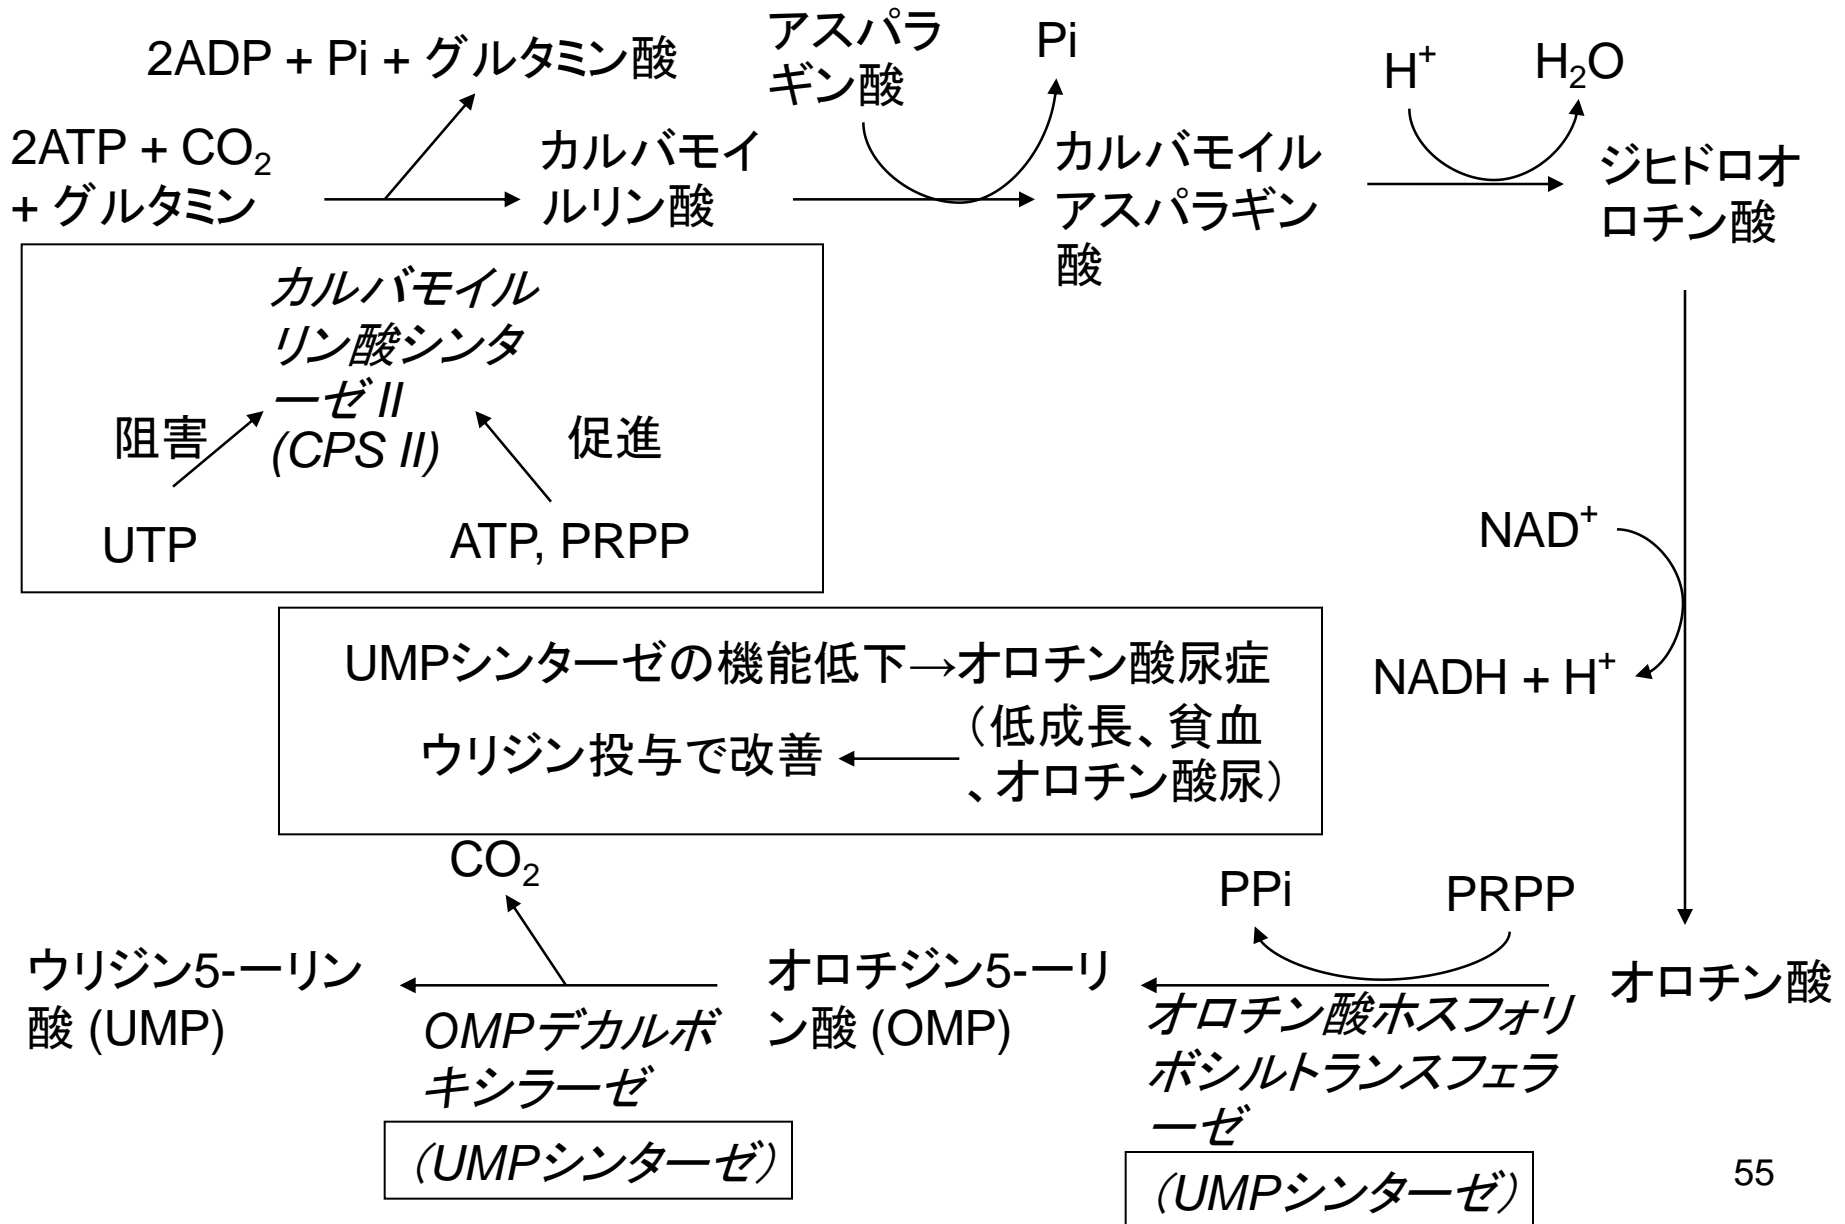 2ADP + Pi + グルタミン酸
アスパラ
ギン酸
Pi
H⁺
H₂O
2ATP + CO₂
+ グルタミン
カルバモイ
ルリン酸
カルバモイル
アスパラギン
酸
ジヒドロオ
ロチン酸
カルバモイル
リン酸シンタ
ーゼ II
(CPS II)
阻害
促進
UTP
ATP, PRPP
NAD⁺
NADH + H⁺
UMPシンターゼの機能低下→オロチン酸尿症
ウリジン投与で改善
（低成長、貧血
、オロチン酸尿）
CO₂
PPi
PRPP
ウリジン5-ーリン
酸 (UMP)
OMPデカルボ
キシラーゼ
（UMPシンターゼ）
オロチジン5-ーリ
ン酸 (OMP)
オロチン酸ホスフォリ
ボシルトランスフェラ
ーゼ
（UMPシンターゼ）
オロチン酸
55